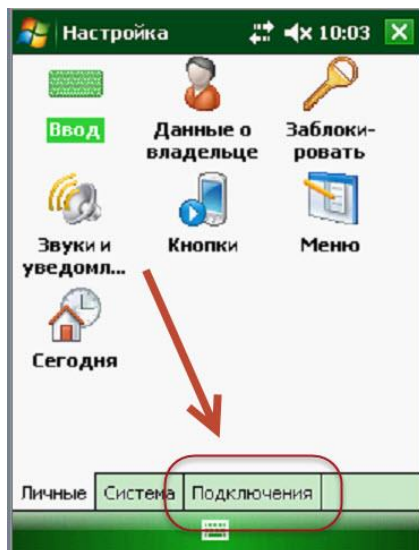 Настройка 10:03
Ввод Данные о Заблоки-
владельце ровать
Звуки и Кнопки Меню
уведомл...
Сегодня
Личные Система Подключения